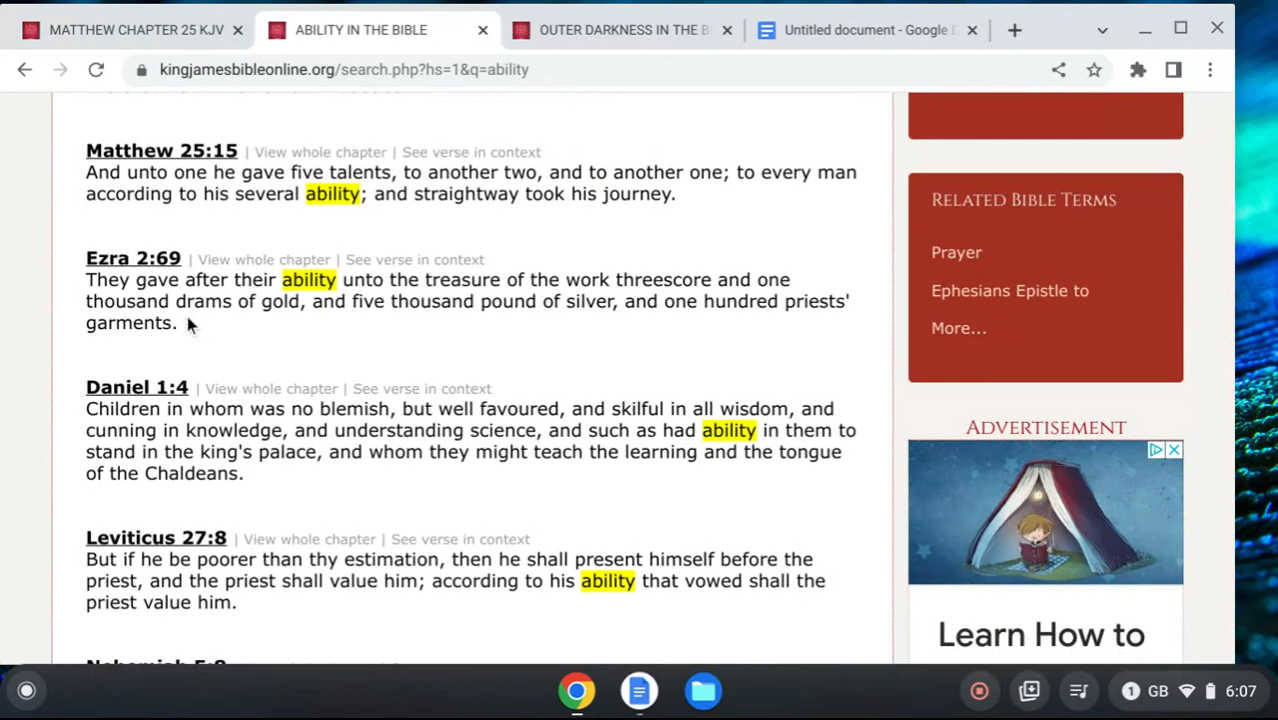 MATTHEW CHAPTER 25 KJV
ABILITY IN THE BIBLE
OUTER DARKNESS IN THE B
Untitled document - Google D
kingjamesbibleonline.org/search.php?hs=1&q=ability
Matthew 25:15 | View whole chapter | See verse in context
And unto one he gave five talents, to another two, and to another one; to every man
according to his several ability; and straightway took his journey.
Ezra 2:69 | View whole chapter | See verse in context
They gave after their ability unto the treasure of the work threescore and one
thousand drams of gold, and five thousand pound of silver, and one hundred priests'
garments.
Daniel 1:4 | View whole chapter | See verse in context
Children in whom was no blemish, but well favoured, and skilful in all wisdom, and
cunning in knowledge, and understanding science, and such as had ability in them to
stand in the king's palace, and whom they might teach the learning and the tongue
of the Chaldeans.
Leviticus 27:8 | View whole chapter | See verse in context
But if he be poorer than thy estimation, then he shall present himself before the
priest, and the priest shall value him; according to his ability that vowed shall the
priest value him.
Nehemiah 5:8
RELATED BIBLE TERMS
Prayer
Ephesians Epistle to
More...
ADVERTISEMENT
Learn How to
1 GB 6:07